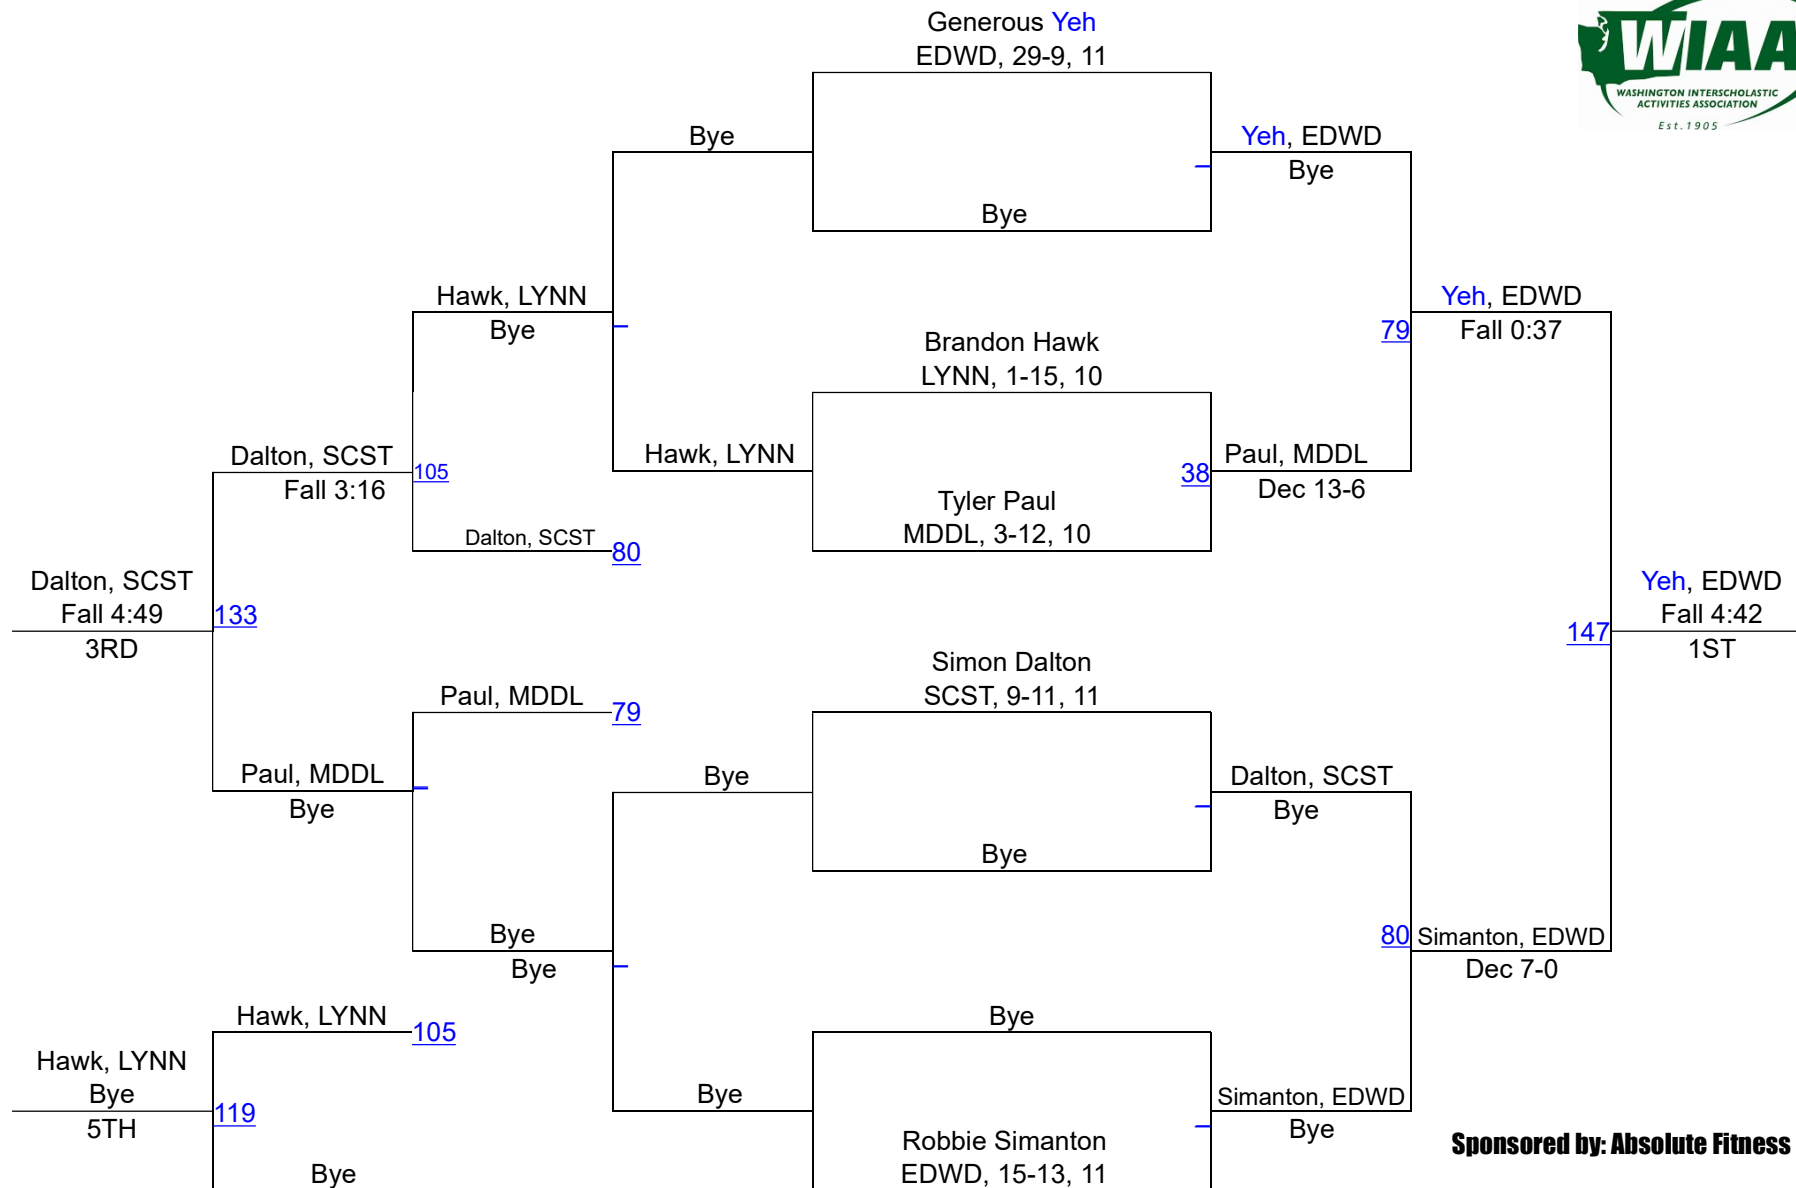 Generous Yeh
EDWD, 29-9, 11
WIAA
WASHINGTON INTERSCHOLASTIC
ACTIVITIES ASSOCIATION
Est. 1905
Bye
Yeh, EDWD
Bye
Bye
Hawk, LYNN
Bye
Yeh, EDWD
79
Fall 0:37
Brandon Hawk
LYNN, 1-15, 10
Dalton, SCST
105
Fall 3:16
Hawk, LYNN
38
Paul, MDDL
Dec 13-6
Tyler Paul
MDDL, 3-12, 10
Dalton, SCST
80
Dalton, SCST
Fall 4:49
133
3RD
Yeh, EDWD
Fall 4:42
147
1ST
Simon Dalton
SCST, 9-11, 11
Paul, MDDL
79
Paul, MDDL
Bye
Bye
Dalton, SCST
Bye
Bye
Bye
Bye
80
Simanton, EDWD
Dec 7-0
Hawk, LYNN
105
Bye
Hawk, LYNN
Bye
119
5TH
Bye
Simanton, EDWD
Bye
Robbie Simanton
EDWD, 15-13, 11
Bye
Sponsored by: Absolute Fitness